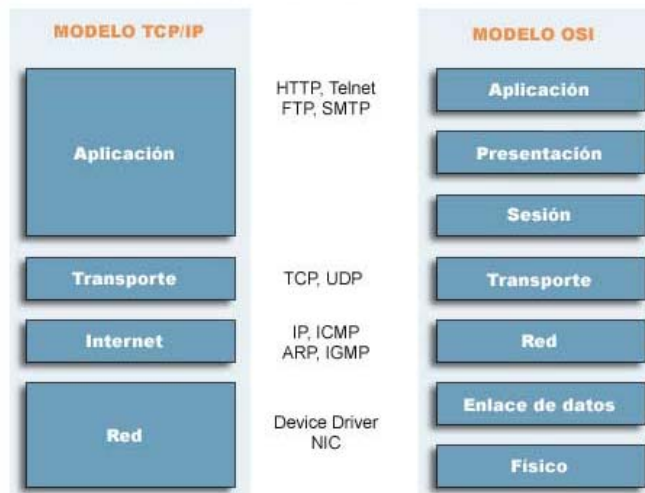 MODELO TCP/IP
Aplicación
Transporte
Internet
Red
HTTP, Telnet
FTP, SMTP
TCP, UDP
IP, ICMP
ARP, IGMP
Device Driver
NIC
MODELO OSI
Aplicación
Presentación
Sesión
Transporte
Red
Enlace de datos
Físico